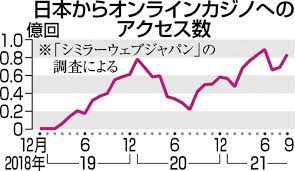 日本からオンラインカジノへの
アクセス数
億回
※「シミラーウェブジャパン」の
調査による
1.0
0.8
0.6
0.4
0.2
0
12月 6 12 6 12 6 9
2018年 19 20 21